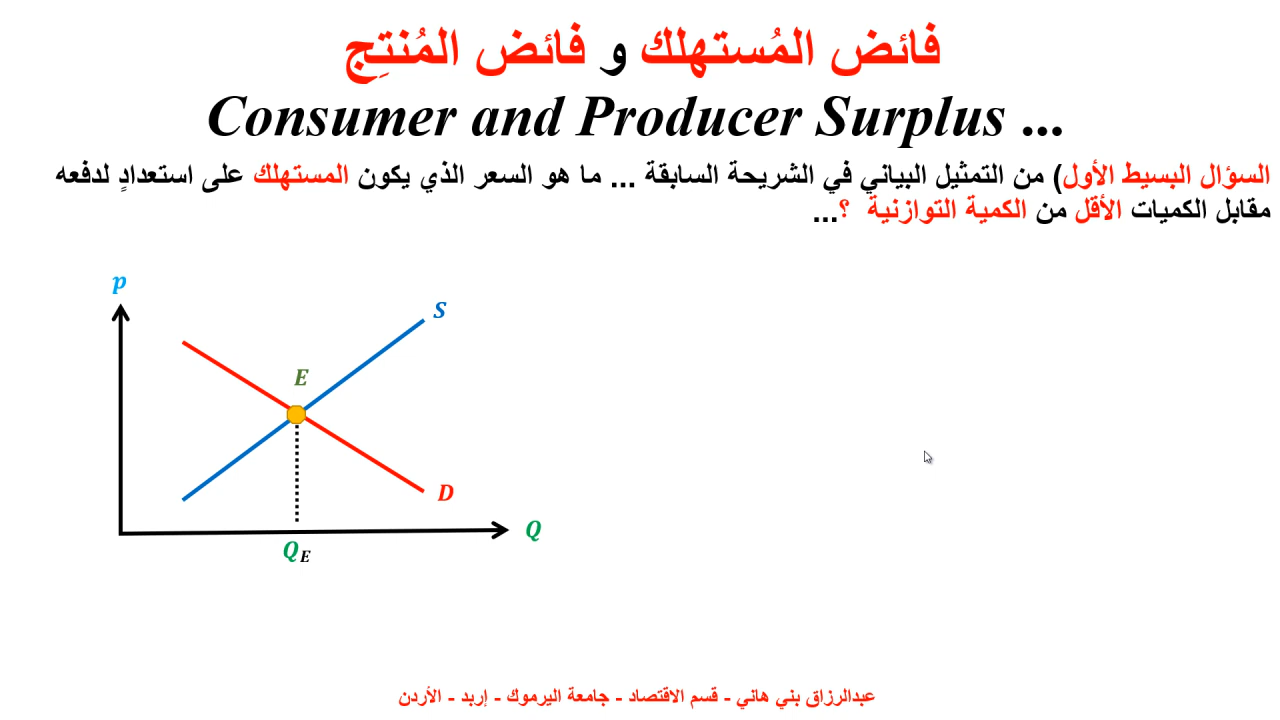 فائض المُستهلك و فائض المُنتِج
Consumer and Producer Surplus ...
السؤال البسيط الأول) من التمثيل البياني في الشريحة السابقة ... ما هو السعر الذي يكون المستهلك على استعدادٍ لدفعه
مقابل الكميات الأقل من الكمية التوازنية ؟...
p
S
E
D
Q
Q_E
عبدالرزاق بني هاني - قسم الاقتصاد - جامعة اليرموك - إربد - الأردن